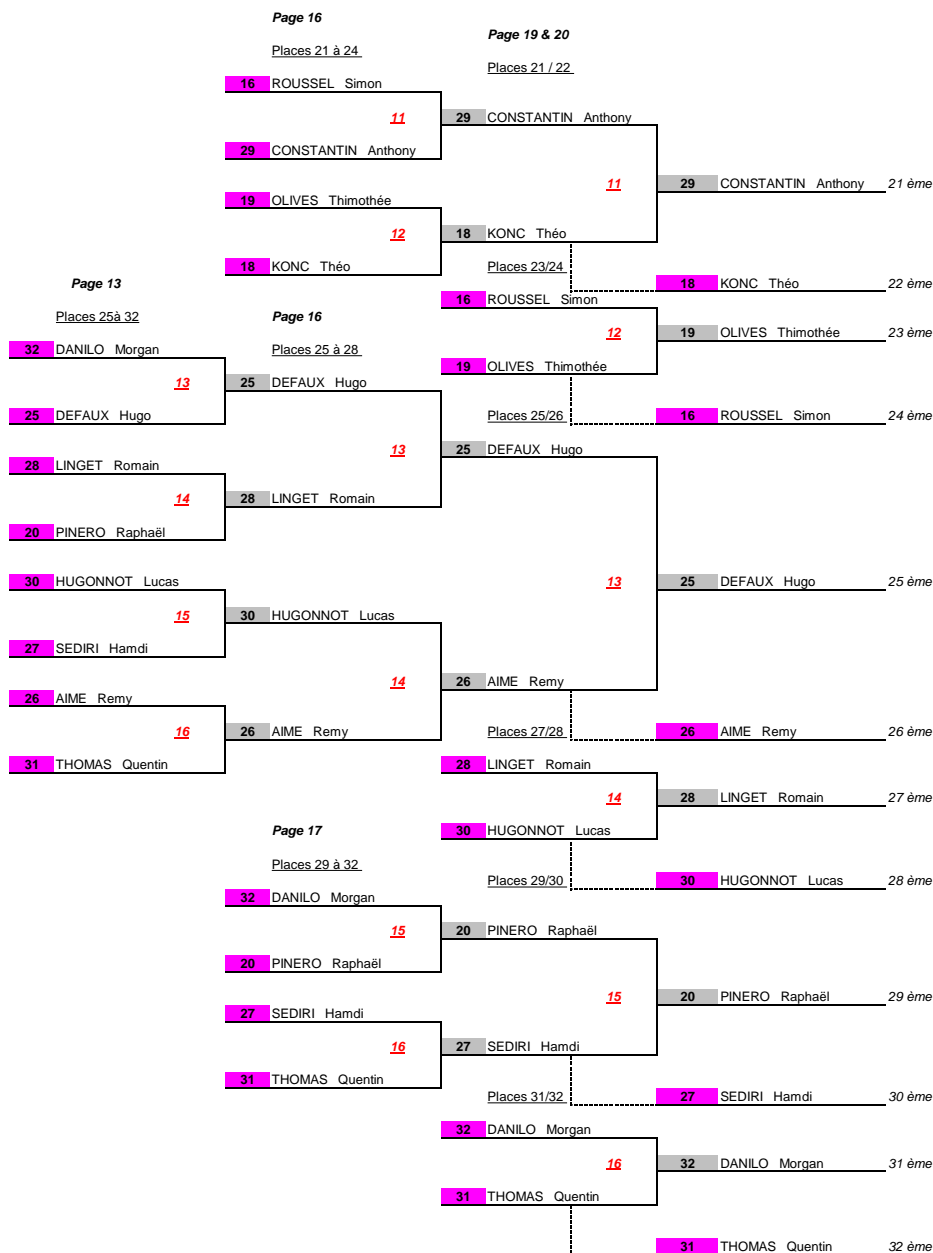 Page 16
Page 19 & 20
Places 21 à 24
Places 21 / 22
16 ROUSSEL Simon
11 29 CONSTANTIN Anthony
29 CONSTANTIN Anthony
11 29 CONSTANTIN Anthony 21 ème
19 OLIVES Thimothée
12 18 KONC Théo
18 KONC Théo Places 23/24
Page 13 18 KONC Théo 22 ème
16 ROUSSEL Simon
Places 25à 32 Page 16
12 19 OLIVES Thimothée 23 ème
32 DANILO Morgan Places 25 à 28
19 OLIVES Thimothée
13 25 DEFAUX Hugo
25 DEFAUX Hugo Places 25/26 16 ROUSSEL Simon 24 ème
13 25 DEFAUX Hugo
28 LINGET Romain
14 28 LINGET Romain
20 PINERO Raphaël
30 HUGONNOT Lucas 13 25 DEFAUX Hugo 25 ème
15 30 HUGONNOT Lucas
27 SEDIRI Hamdi
14 26 AIME Remy
26 AIME Remy
16 26 AIME Remy Places 27/28 26 AIME Remy 26 ème
31 THOMAS Quentin 28 LINGET Romain
14 28 LINGET Romain 27 ème
Page 17 30 HUGONNOT Lucas
Places 29 à 32
Places 29/30 30 HUGONNOT Lucas 28 ème
32 DANILO Morgan
15 20 PINERO Raphaël
20 PINERO Raphaël
15 20 PINERO Raphaël 29 ème
27 SEDIRI Hamdi
16 27 SEDIRI Hamdi
31 THOMAS Quentin
Places 31/32 27 SEDIRI Hamdi 30 ème
32 DANILO Morgan
16 32 DANILO Morgan 31 ème
31 THOMAS Quentin
31 THOMAS Quentin 32 ème